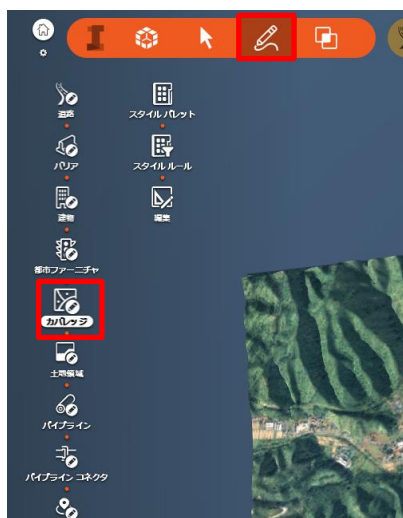 道路
スタイル パレット
バリア
スタイル ルール
建物
編集
都市ファーニチャ
カバレッジ
土地領域
パイプライン
パイプライン コネクタ